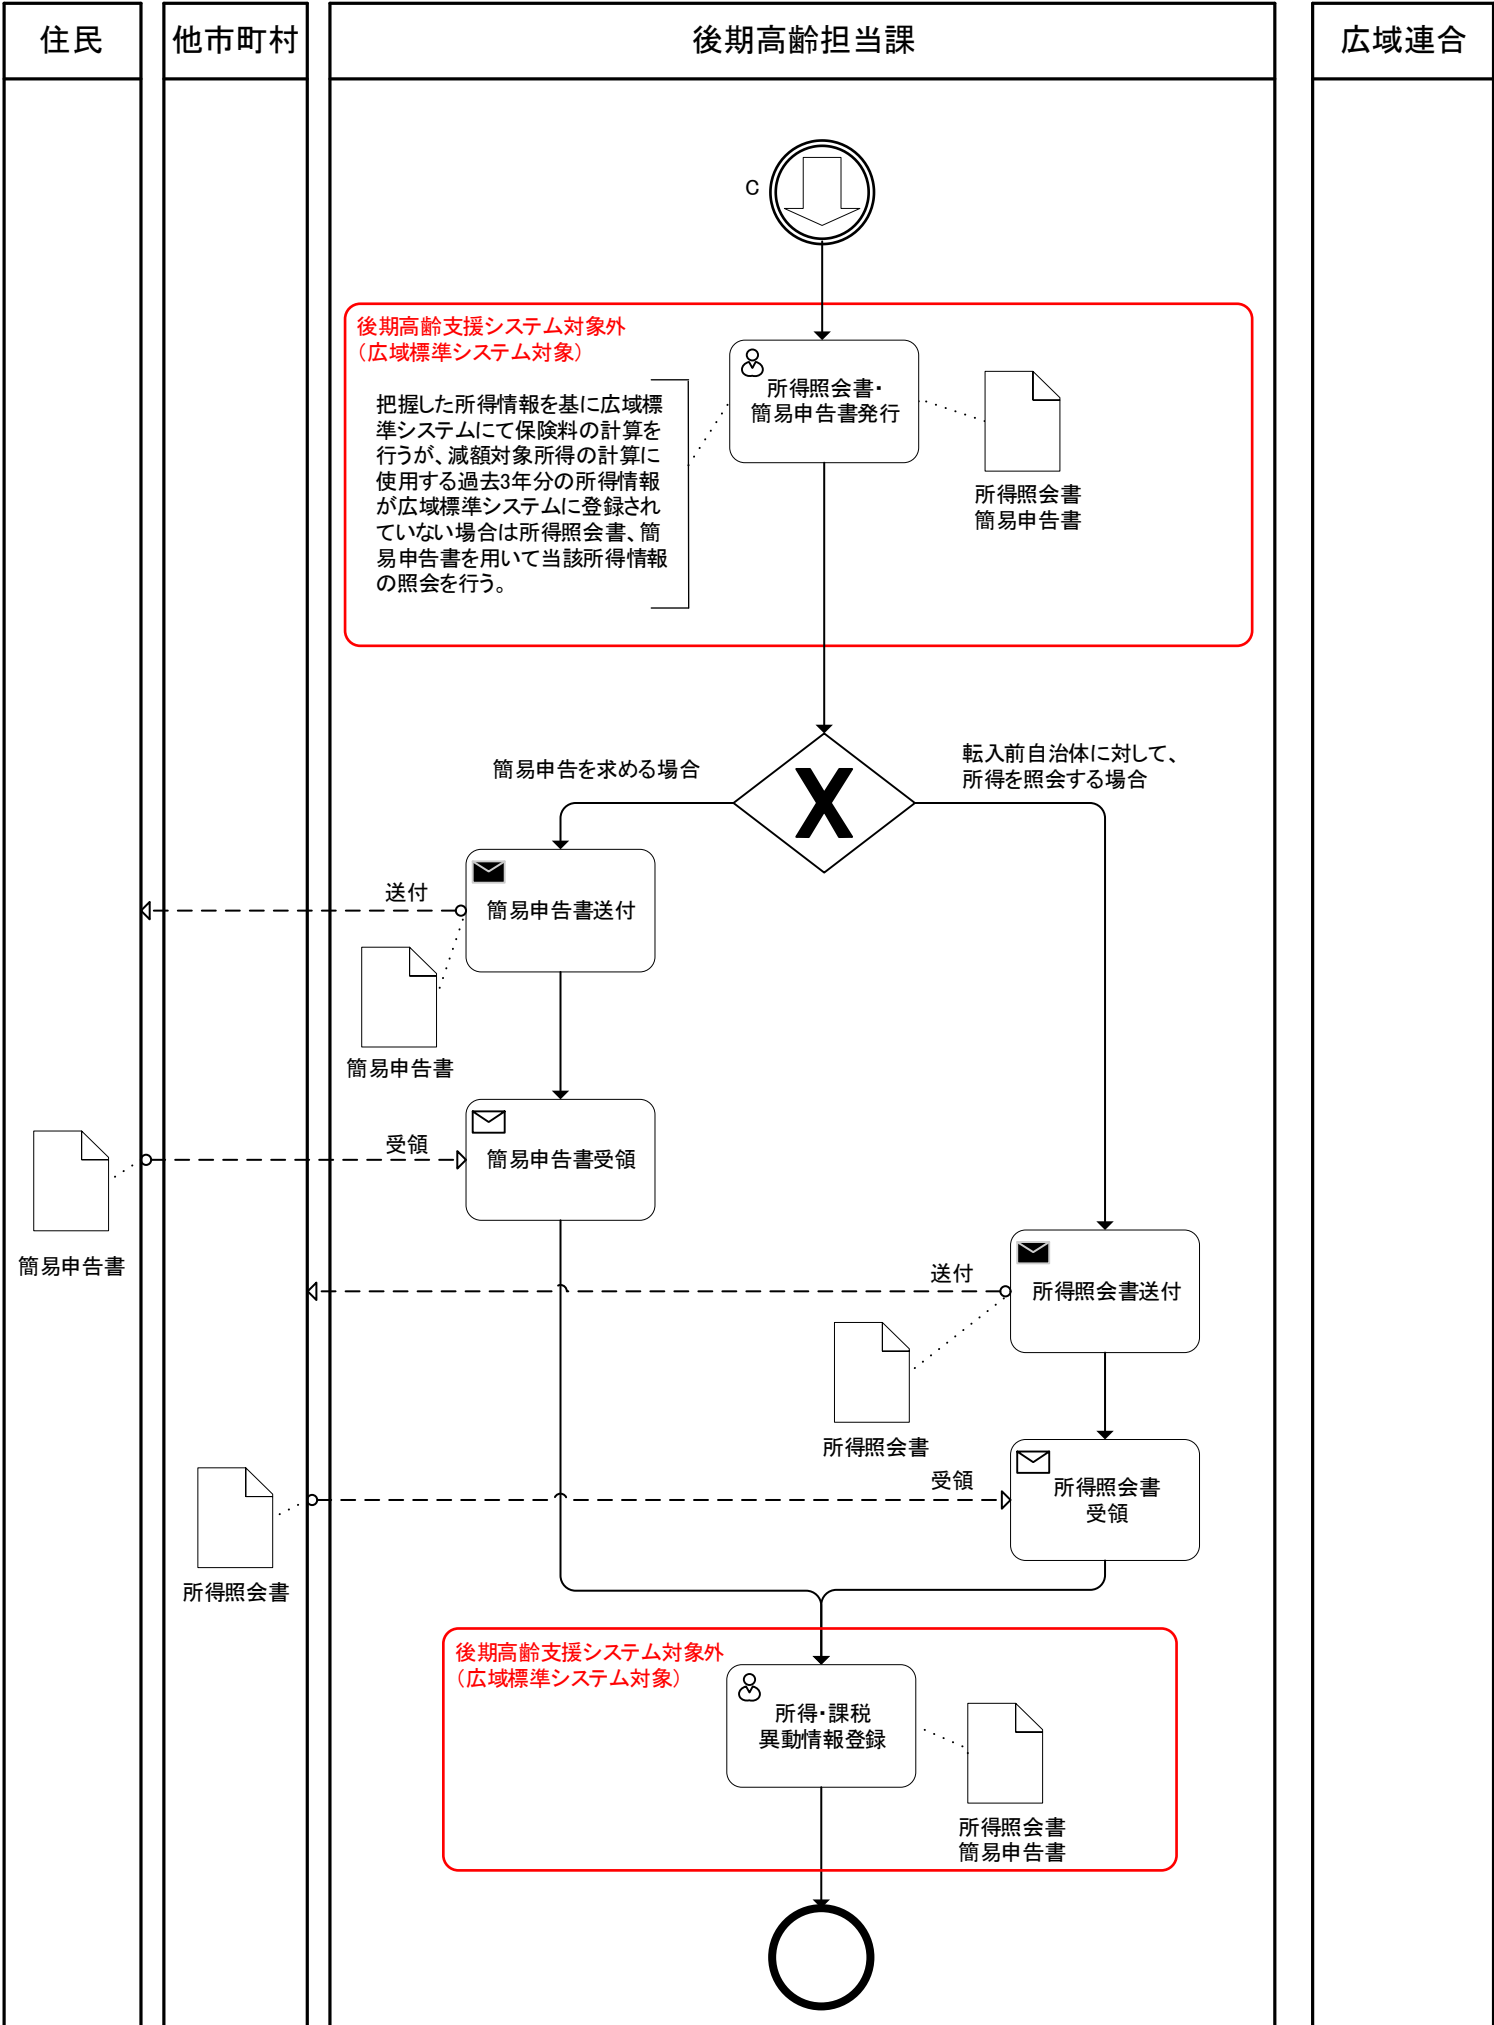 住民
他市町村
後期高齢担当課
広域連合
C
後期高齢支援システム対象外
（広域標準システム対象）
把握した所得情報を基に広域標
準システムにて保険料の計算を
行うが、減額対象所得の計算に
使用する過去3年分の所得情報
が広域標準システムに登録され
ていない場合は所得照会書、簡
易申告書を用いて当該所得情報
の照会を行う。
所得照会書・
簡易申告書発行
所得照会書
簡易申告書
簡易申告を求める場合
転入前自治体に対して、
所得を照会する場合
X
送付
簡易申告書送付
簡易申告書
受領
簡易申告書受領
簡易申告書
送付
所得照会書送付
所得照会書
受領
所得照会書
受領
所得照会書
後期高齢支援システム対象外
（広域標準システム対象）
所得・課税
異動情報登録
所得照会書
簡易申告書